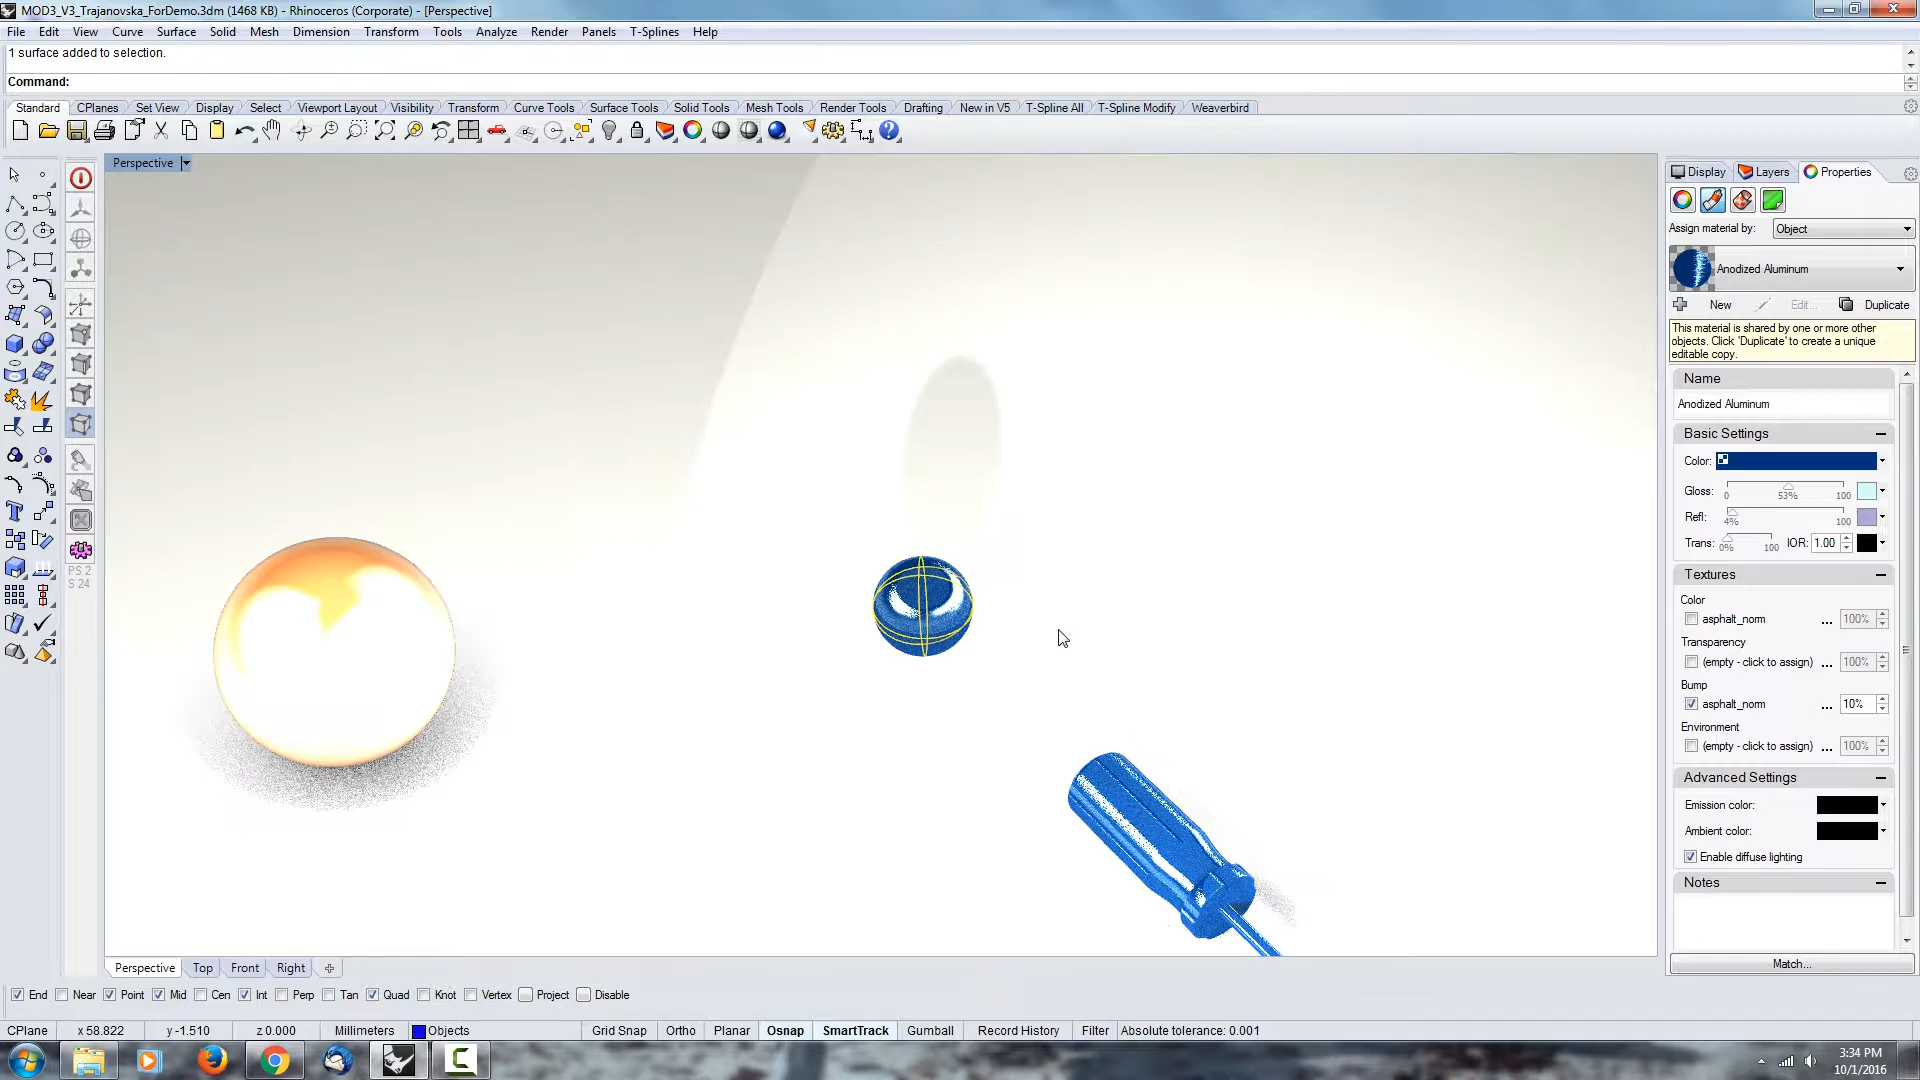 MOD3_V3_Trajanovska_ForDemo.3dm (1468 KB) - Rhinoceros (Corporate) - [Perspective]
File Edit View Curve Surface Solid Mesh Dimension Transform Tools Analyze Render Panels T-Splines Help
1 surface added to selection.
Command:
Standard CPlanes Set View Display Select Viewport Layout Visibility Transform Curve Tools Surface Tools Solid Tools Mesh Tools Render Tools Drafting New in V5 T-Spline All T-Spline Modify Weaverbird
Perspective
Display Layers Properties
Assign material by: Object
Anodized Aluminum
New Edit... Duplicate
This material is shared by one or more other
objects. Click 'Duplicate' to create a unique
editable copy.
Name
Anodized Aluminum
Basic Settings
Color:
Gloss: 0 53% 100
Refl: 4% 100
Trans: 0% 100 IOR: 1.00
Textures
Color
asphalt_norm ... 100%
Transparency
(empty - click to assign) ... 100%
Bump
asphalt_norm ... 10%
Environment
(empty - click to assign) ... 100%
Advanced Settings
Emission color:
Ambient color:
Enable diffuse lighting
Notes
Match...
PS 2
S 24
Perspective Top Front Right
End Near Point Mid Cen Int Perp Tan Quad Knot Vertex Project Disable
CPlane x 58.822 y -1.510 z 0.000 Millimeters Objects Grid Snap Ortho Planar Osnap SmartTrack Gumball Record History Filter Absolute tolerance: 0.001
3:34 PM
10/1/2016